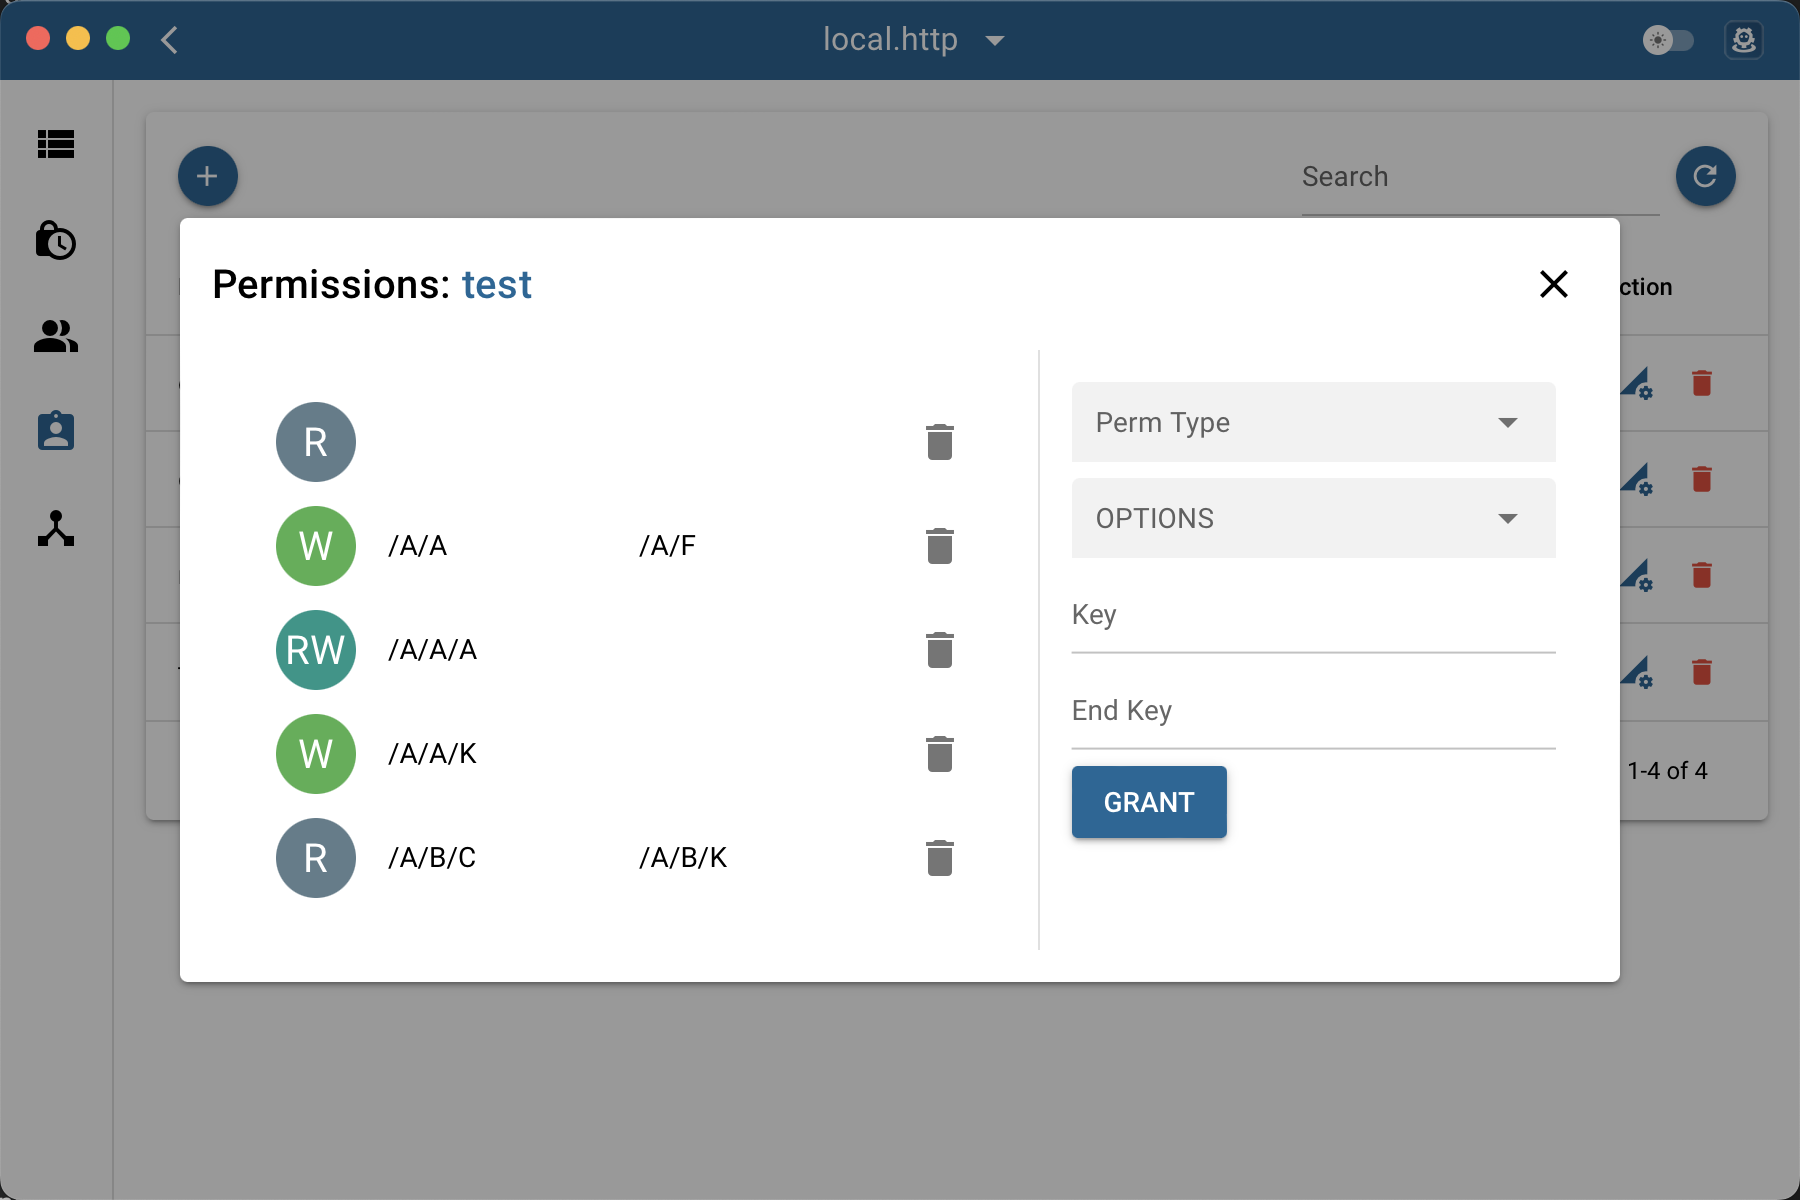 local.http
Search
ction
Permissions: test
R
W /A/A /A/F
RW /A/A/A
W /A/A/K
R /A/B/C /A/B/K
Perm Type
OPTIONS
Key
End Key
GRANT
1-4 of 4